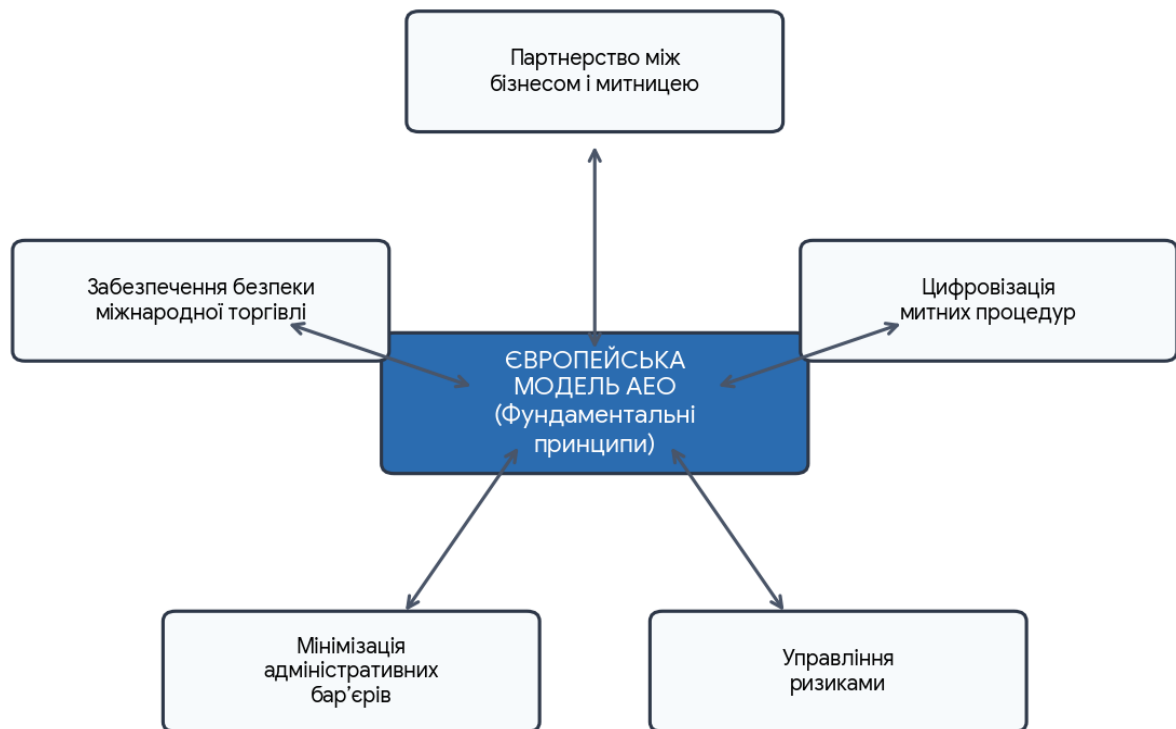 Партнерство між
бізнесом і митницею
Забезпечення безпеки
міжнародної торгівлі
Цифровізація
митних процедур
ЄВРОПЕЙСЬКА
МОДЕЛЬ АЕО
(Фундаментальні
принципи)
Мінімізація
адміністративних
бар’єрів
Управління
ризиками